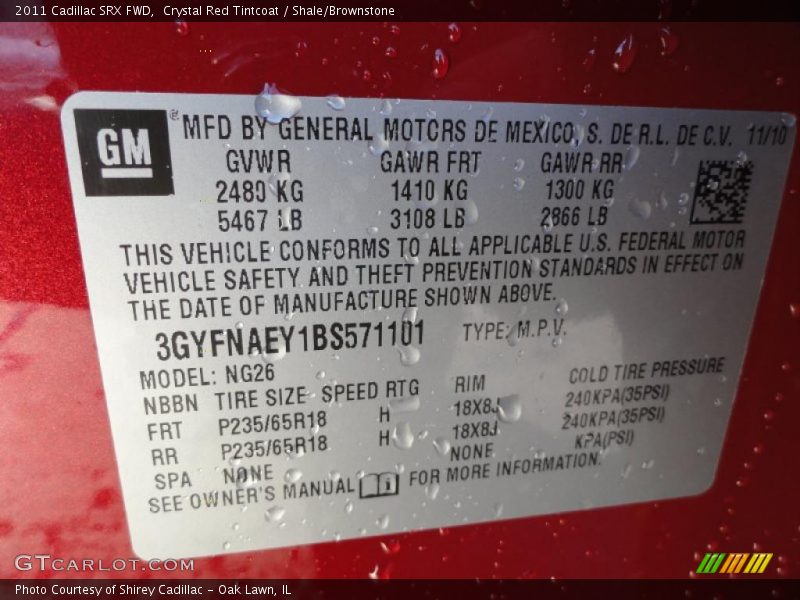 2011 Cadillac SRX FWD, Crystal Red Tintcoat / Shale/Brownstone
GM ® MFD BY GENERAL MOTORS DE MEXICO, S. DE R.L. DE C.V. 11/10
GVWR GAWR FRT GAWR RR
2480 KG 1410 KG 1300 KG
5467 LB 3108 LB 2866 LB
THIS VEHICLE CONFORMS TO ALL APPLICABLE U.S. FEDERAL MOTOR
VEHICLE SAFETY AND THEFT PREVENTION STANDARDS IN EFFECT ON
THE DATE OF MANUFACTURE SHOWN ABOVE.
3GYFNAEY1BS571101 TYPE: M.P.V.
MODEL: NG26
NBBN TIRE SIZE SPEED RTG RIM COLD TIRE PRESSURE
FRT P235/65R18 H 18X8J 240KPA(35PSI)
RR P235/65R18 H 18X8J 240KPA(35PSI)
SPA NONE NONE KPA(PSI)
SEE OWNER'S MANUAL FOR MORE INFORMATION.
GTCARLOT.COM
Photo Courtesy of Shirey Cadillac - Oak Lawn, IL